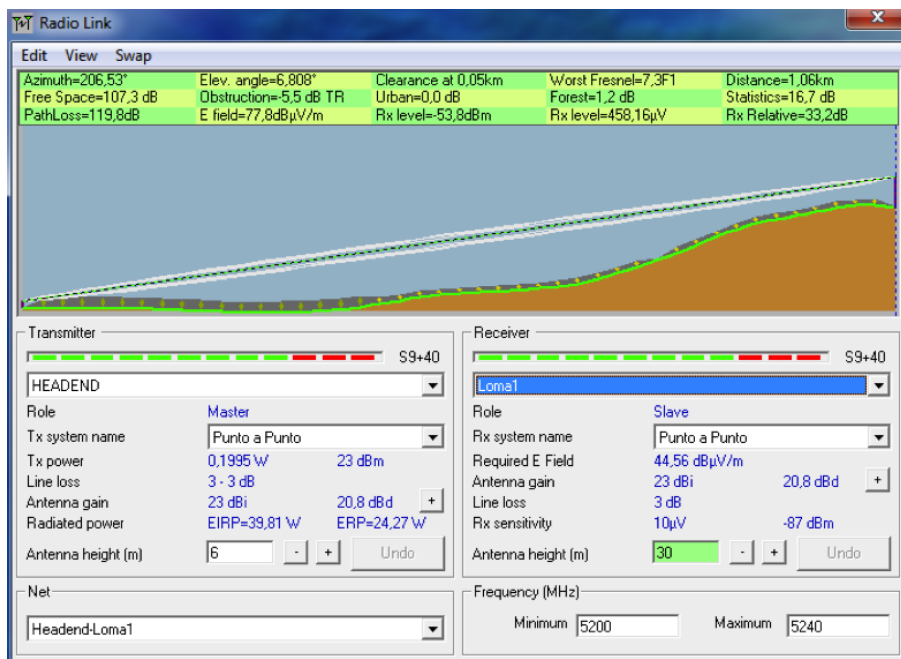 Radio Link
Edit View Swap
Azimuth=206,53° Elev. angle=6,808° Clearance at 0,05km Worst Fresnel=7,3F1 Distance=1,06km
Free Space=107,3 dB Obstruction=-5,5 dB TR Urban=0,0 dB Forest=1,2 dB Statistics=16,7 dB
PathLoss=119,8dB E field=77,8dBµV/m Rx level=-53,8dBm Rx level=458,16µV Rx Relative=33,2dB
Transmitter
S9+40
HEADEND
Role Master
Tx system name Punto a Punto
Tx power 0,1995 W 23 dBm
Line loss 3 - 3 dB
Antenna gain 23 dBi 20,8 dBd +
Radiated power EIRP=39,81 W ERP=24,27 W
Antenna height (m) 6 - + Undo
Receiver
S9+40
Loma1
Role Slave
Rx system name Punto a Punto
Required E Field 44,56 dBµV/m
Antenna gain 23 dBi 20,8 dBd +
Line loss 3 dB
Rx sensitivity 10µV -87 dBm
Antenna height (m) 30 - + Undo
Net
Headend-Loma1
Frequency (MHz)
Minimum 5200 Maximum 5240